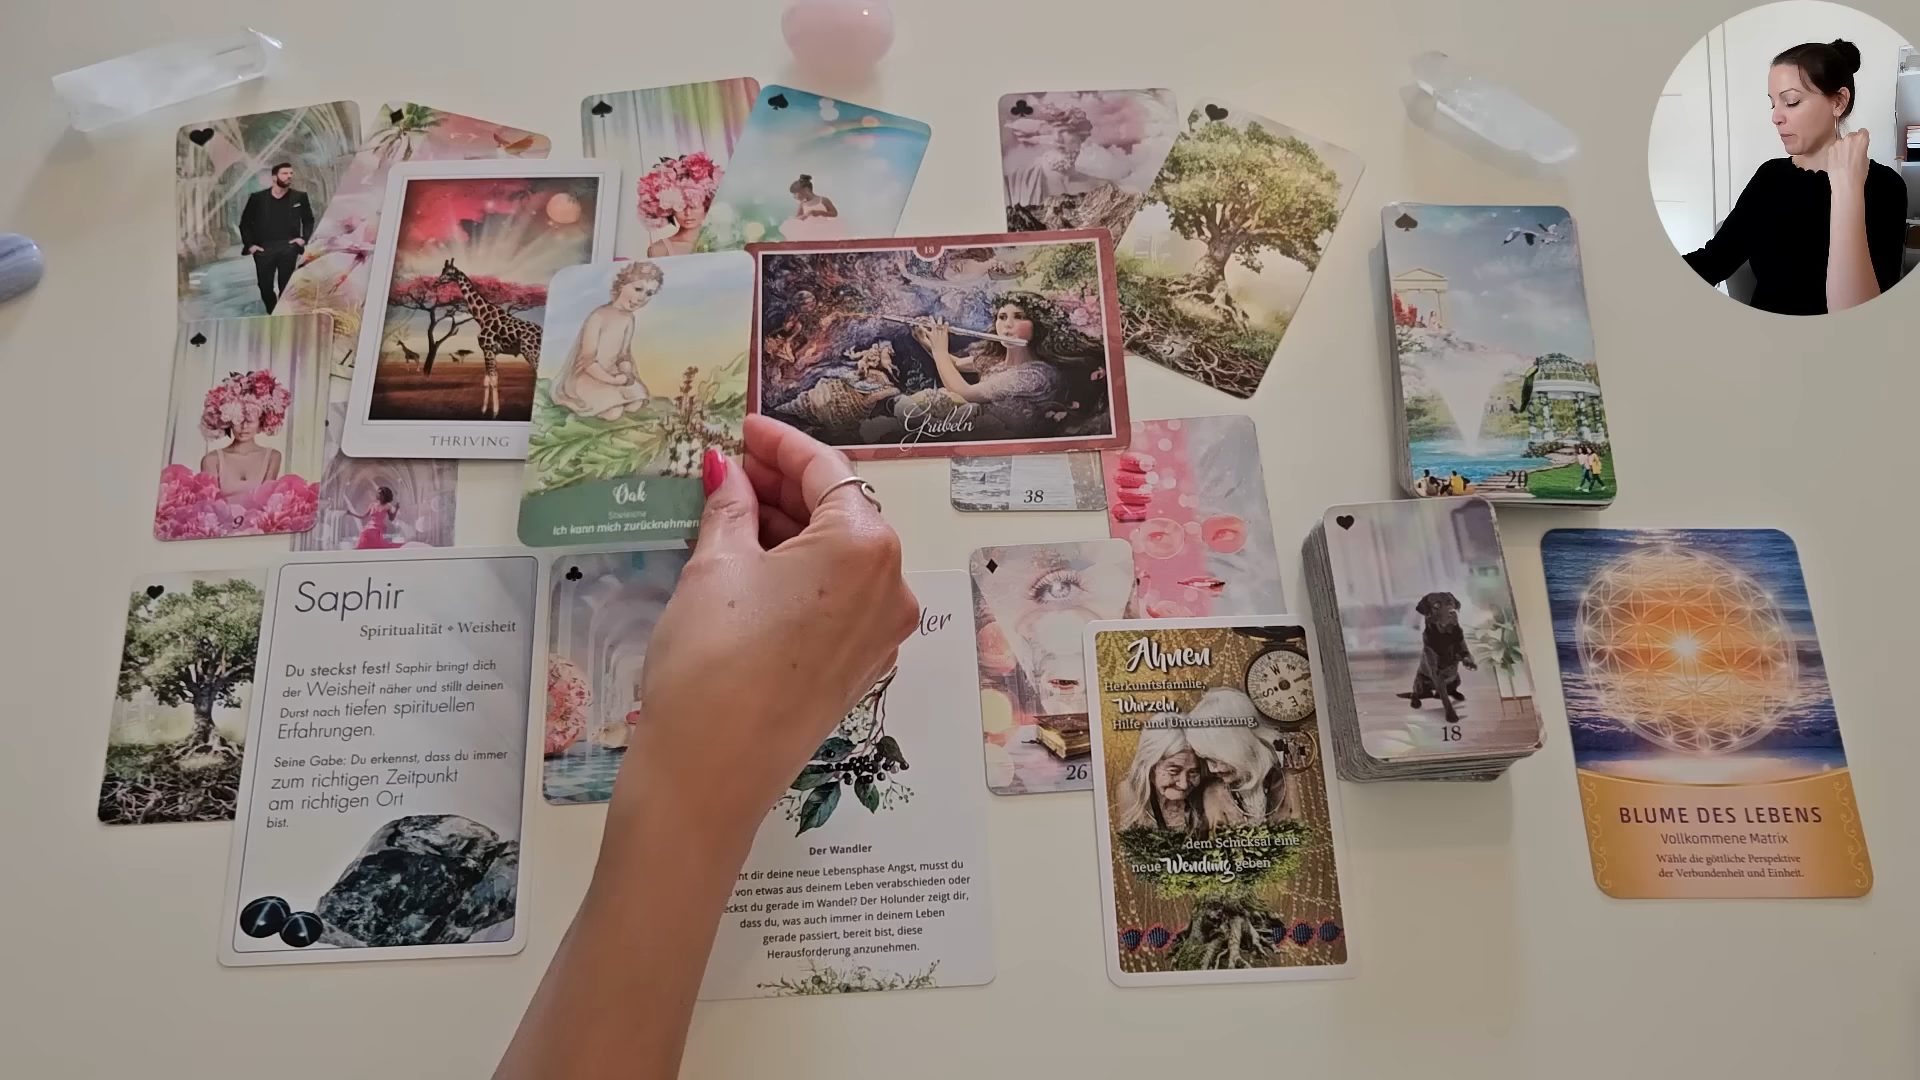 THRIVING
18
Grübeln
Oak
Ich kann mich zurücknehmen
9
38
20
Saphir
Spiritualität • Weisheit
Du steckst fest! Saphir bringt dich
der Weisheit näher und stillt deinen
Durst nach tiefen spirituellen
Erfahrungen.
Seine Gabe: Du erkennst, dass du immer
zum richtigen Zeitpunkt
am richtigen Ort
bist.
Der Wandler
nt dir deine neue Lebensphase Angst, musst du
von etwas aus deinem Leben verabschieden oder
eckst du gerade im Wandel? Der Holunder zeigt dir,
dass du, was auch immer in deinem Leben
gerade passiert, bereit bist, diese
Herausforderung anzunehmen.
26
Ahnen
Herkunftsfamilie,
Wurzeln,
Hilfe und Unterstützung,
dem Schicksal eine
neue Wendung geben
18
BLUME DES LEBENS
Vollkommene Matrix
Wähle die göttliche Perspektive
der Verbundenheit und Einheit.